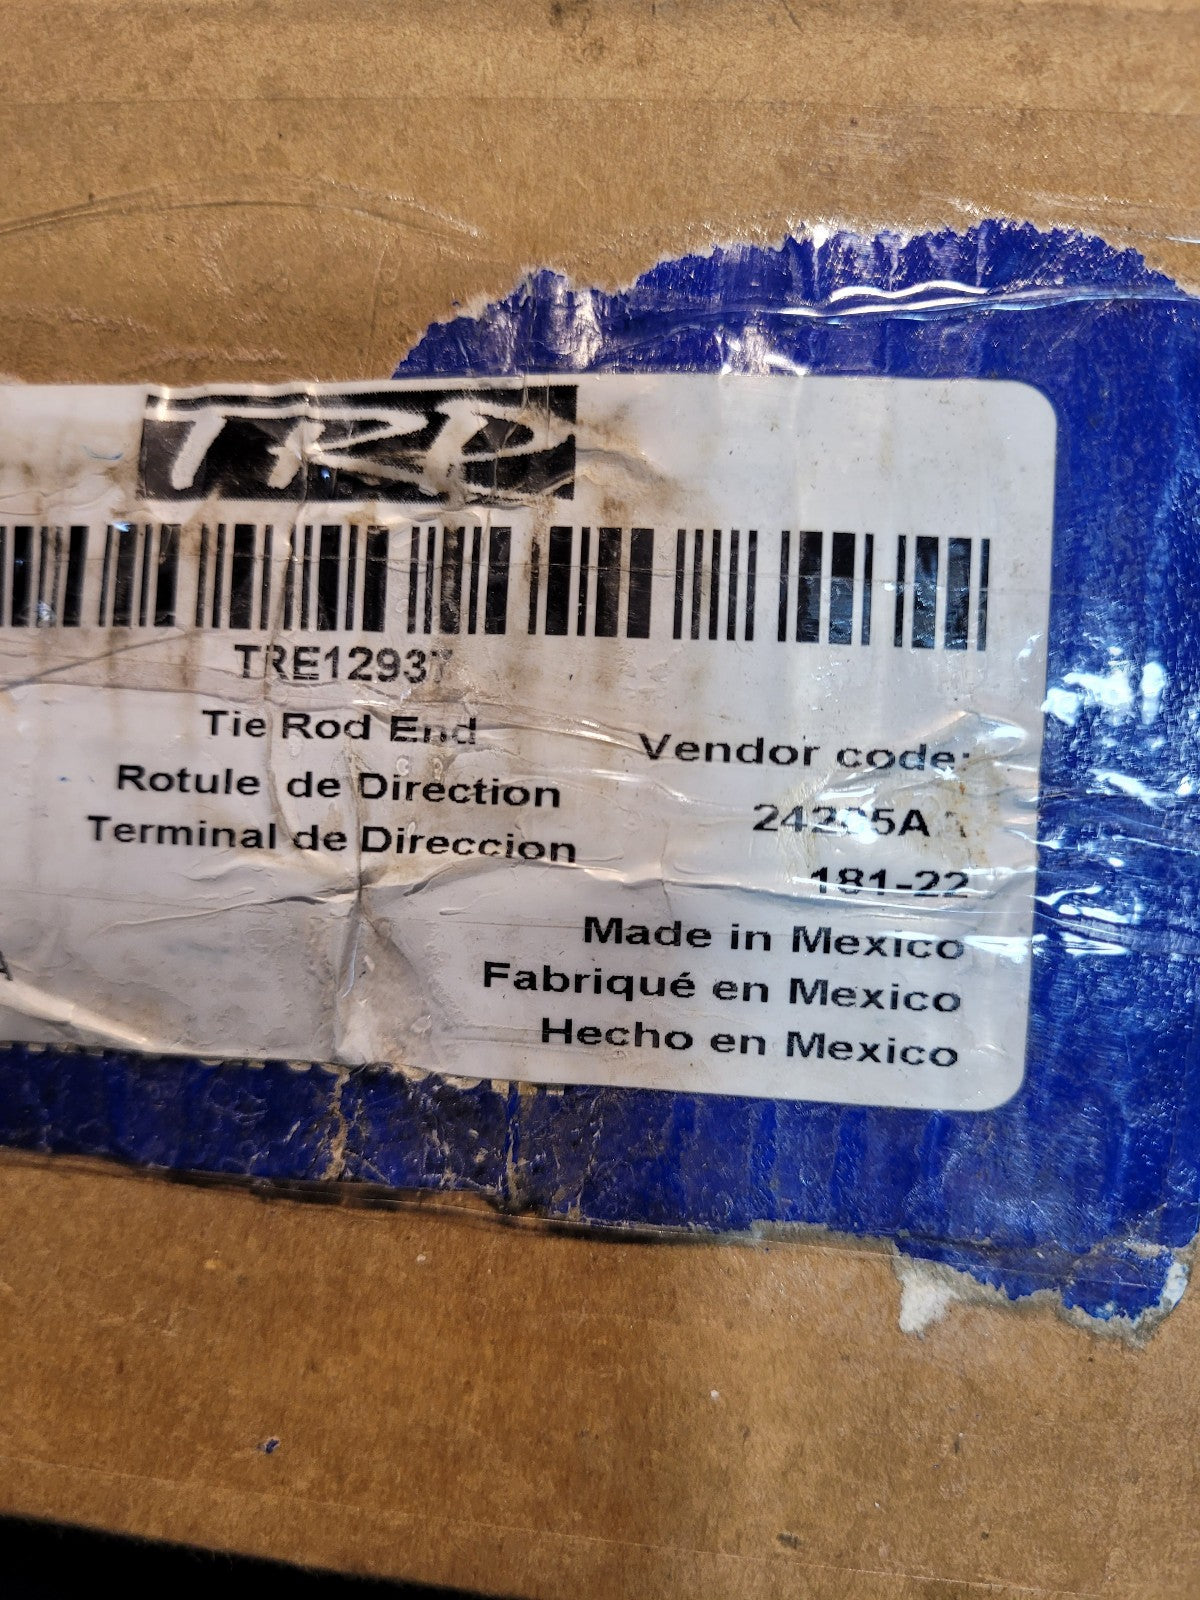 TRP
TRE12937
Tie Rod End
Rotule de Direction
Terminal de Direccion
Vendor code:
181-22
Made in Mexico
Fabriqué en Mexico
Hecho en Mexico
A